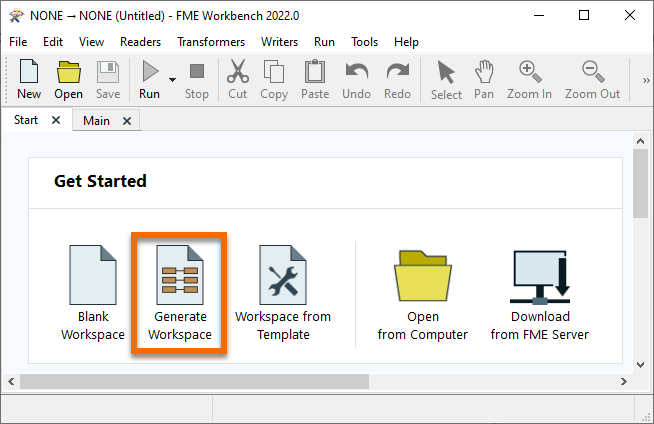 NONE → NONE (Untitled) - FME Workbench 2022.0
File Edit View Readers Transformers Writers Run Tools Help
New Open Save Run Stop Cut Copy Paste Undo Redo Select Pan Zoom In Zoom Out
Start Main
Get Started
Blank
Workspace
Generate
Workspace
Workspace from
Template
Open
from Computer
Download
from FME Server